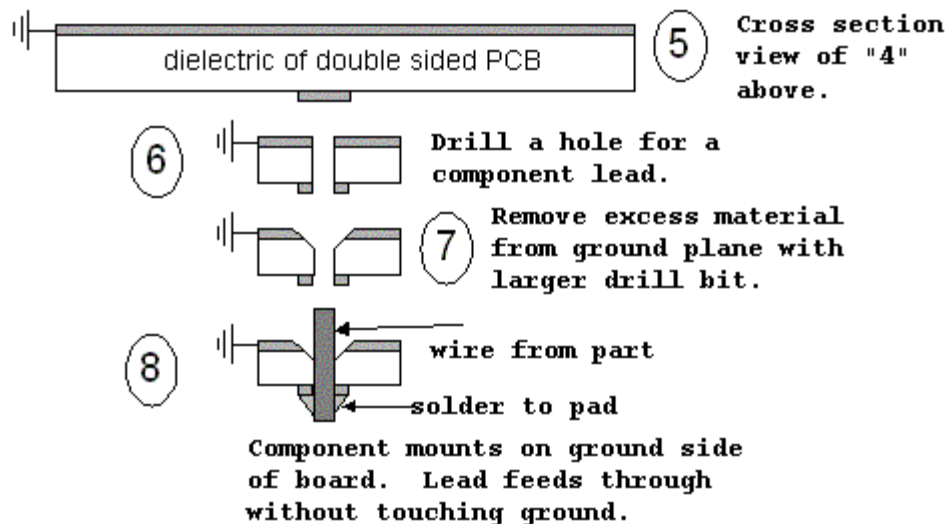 Cross section
view of "4"
above.
5
dielectric of double sided PCB
6
Drill a hole for a
component lead.
7
Remove excess material
from ground plane with
larger drill bit.
8
wire from part
solder to pad
Component mounts on ground side
of board. Lead feeds through
without touching ground.